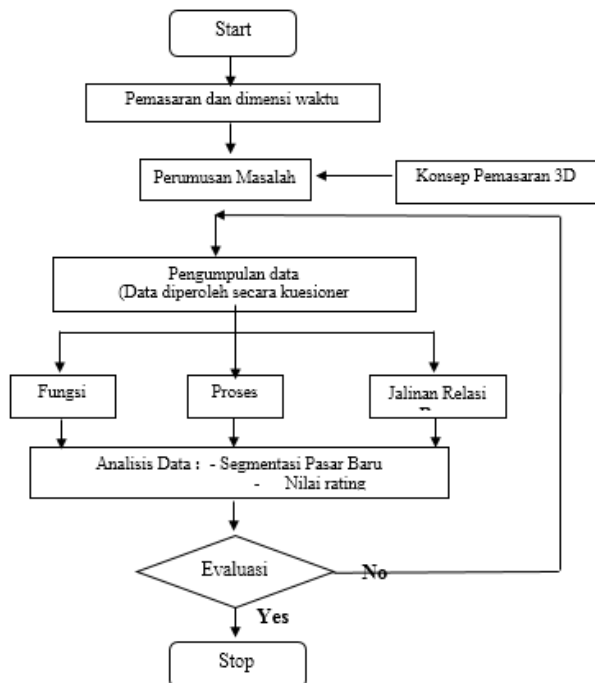 Start
Pemasaran dan dimensi waktu
Perumusan Masalah
Konsep Pemasaran 3D
Pengumpulan data
(Data diperoleh secara kuesioner
Fungsi
Proses
Jalinan Relasi
Analisis Data : - Segmentasi Pasar Baru
- Nilai rating
Evaluasi
No
Yes
Stop